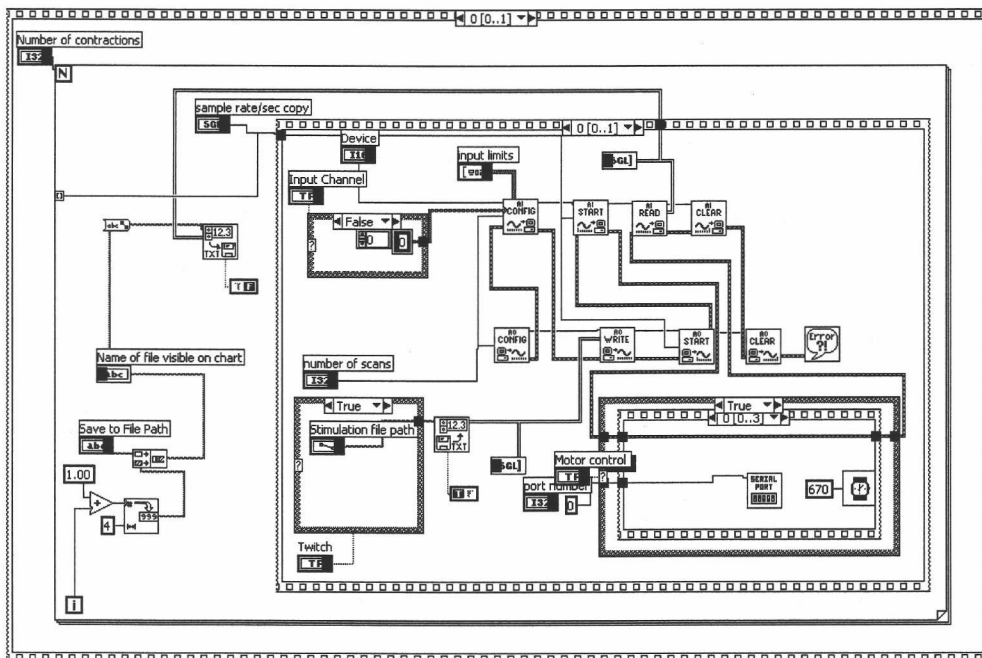 0 [0..1]
Number of contractions
I32
N
sample rate/sec copy
SGL
0 [0..1]
Device
I16
input limits
SGL]
Input Channel
TF
AI
CONFIG
AI
START
AI
READ
AI
CLEAR
False
0
0
?
abc
12.3
TXT
T F
AO
CONFIG
AO
WRITE
AO
START
AO
CLEAR
Error
?!
Name of file visible on chart
abc
number of scans
I32
True
True
0 [0..3]
Save to File Path
abc
Stimulation file path
12.3
TXT
?
SGL]
Motor control
TF
?
1.00
port number
I32
0
SERIAL
PORT
670
+
999
4
T F
Twitch
TF
i